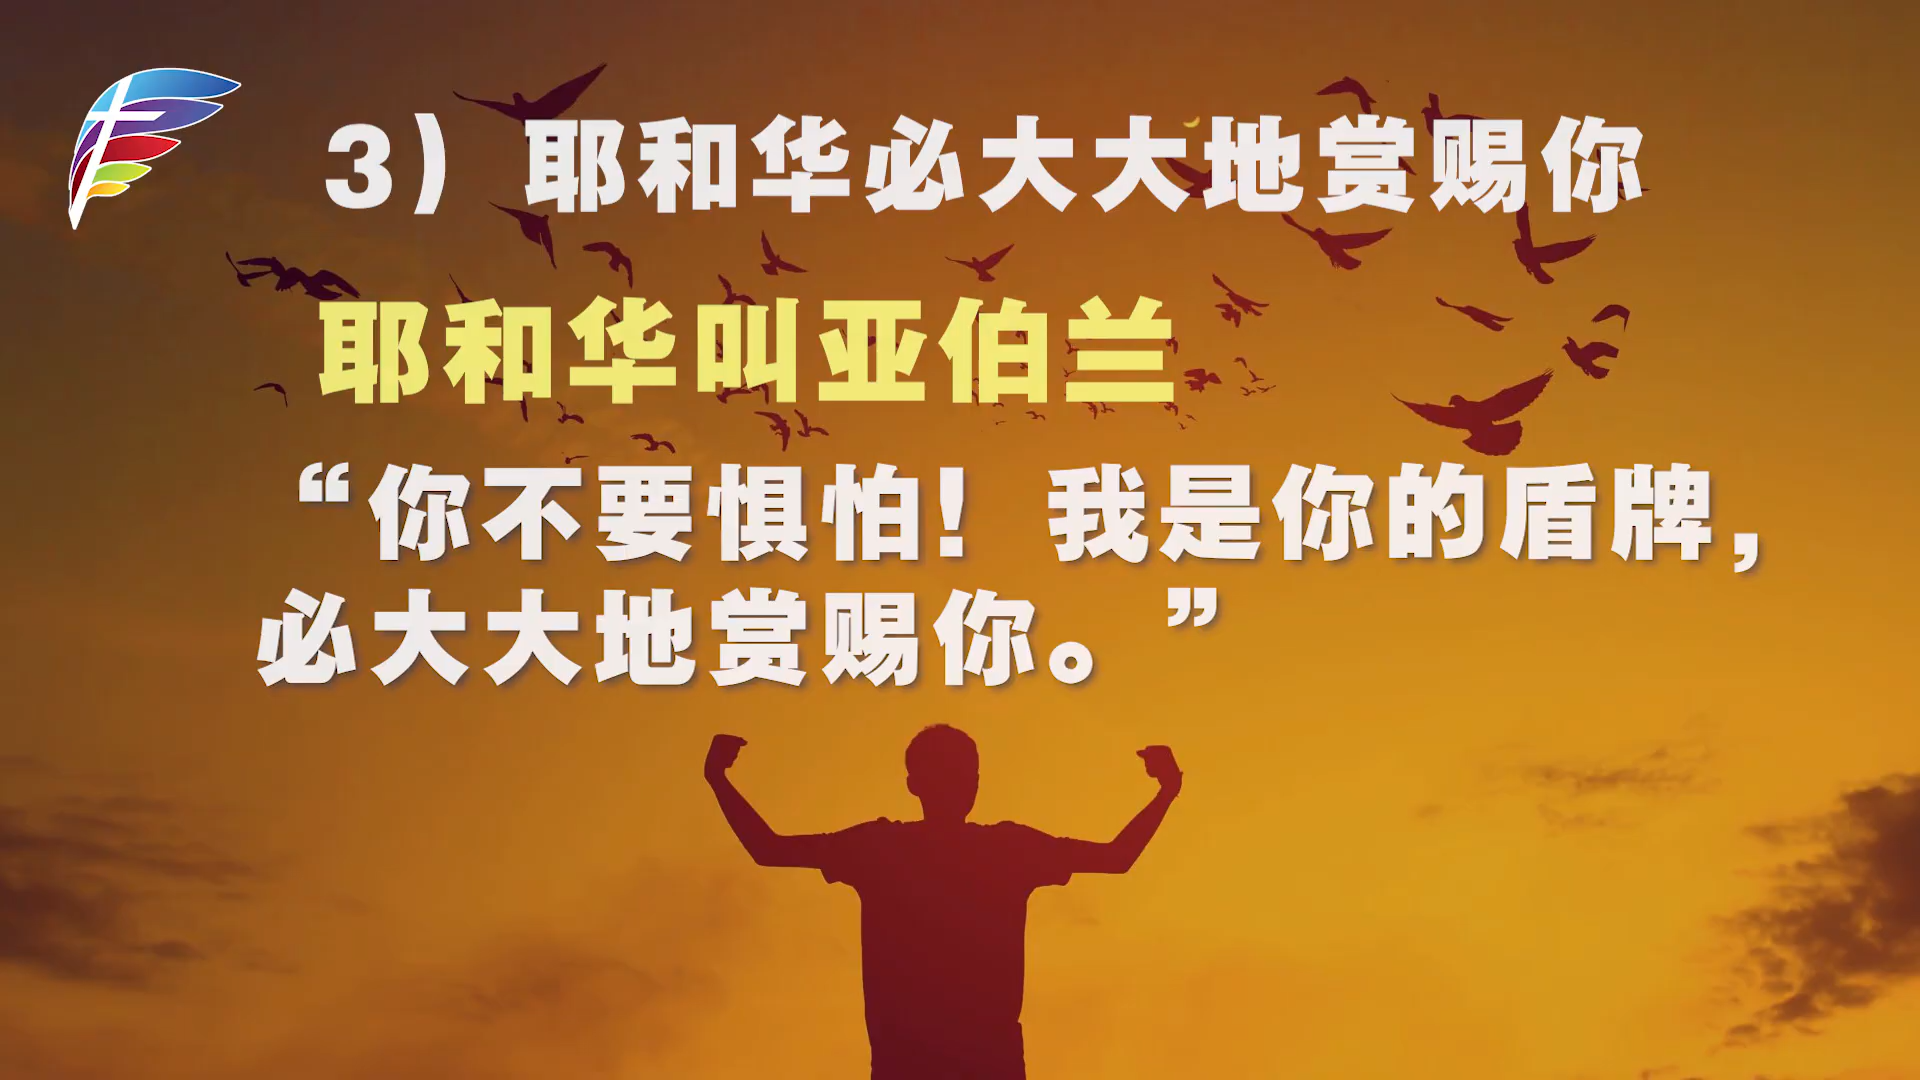 3）耶和华必大大地赏赐你
耶和华叫亚伯兰
“你不要惧怕！我是你的盾牌，
必大大地赏赐你。”